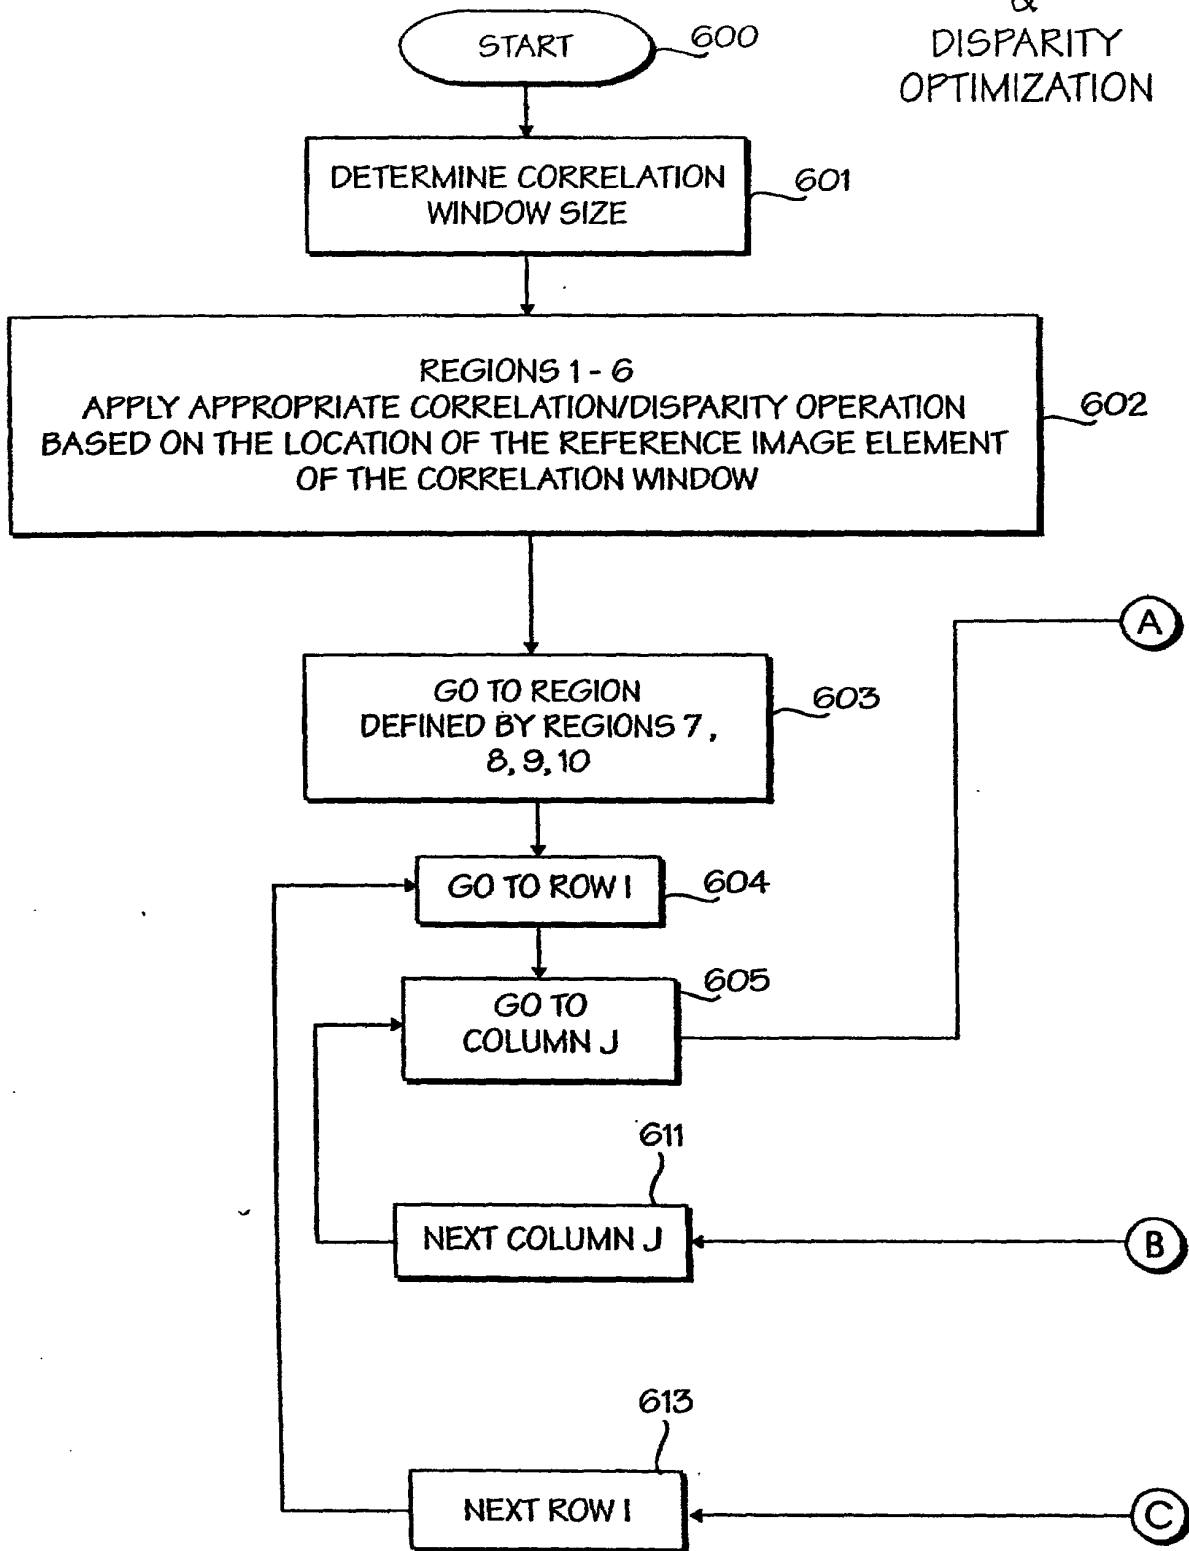 &
DISPARITY
OPTIMIZATION
START
600
DETERMINE CORRELATION
WINDOW SIZE
601
REGIONS 1 - 6
APPLY APPROPRIATE CORRELATION/DISPARITY OPERATION
BASED ON THE LOCATION OF THE REFERENCE IMAGE ELEMENT
OF THE CORRELATION WINDOW
602
A
GO TO REGION
DEFINED BY REGIONS 7,
8, 9, 10
603
GO TO ROW I
604
GO TO
COLUMN J
605
611
NEXT COLUMN J
B
613
NEXT ROW I
C